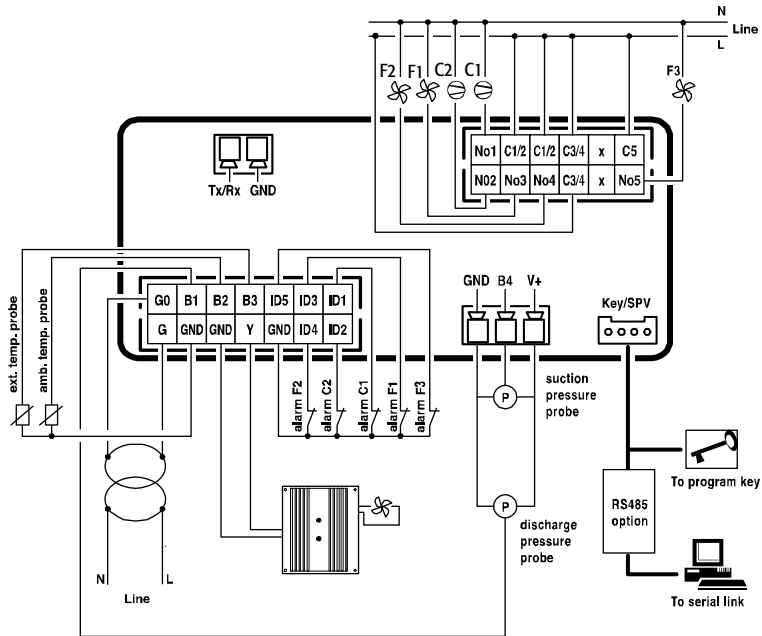 N
Line
L
F2 F1 C2 C1
F3
No1 C1/2 C1/2 C3/4 x C5
N02 No3 No4 C3/4 x No5
Tx/Rx GND
G0 B1 B2 B3 ID5 ID3 ID1
G GND GND Y GND ID4 ID2
GND B4 V+
Key/SPV
ext. temp. probe
amb. temp. probe
alarm F2
alarm C2
alarm C1
alarm F1
alarm F3
P
suction
pressure
probe
P
discharge
pressure
probe
To program key
RS485
option
To serial link
N L
Line